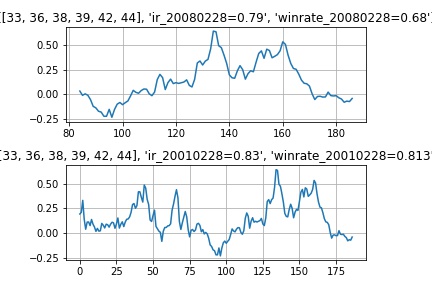 [33, 36, 38, 39, 42, 44], 'ir_20080228=0.79', 'winrate_20080228=0.68']
0.50
0.25
0.00
−0.25
80 100 120 140 160 180
[33, 36, 38, 39, 42, 44], 'ir_20010228=0.83', 'winrate_20010228=0.813'
0.50
0.25
0.00
−0.25
0 25 50 75 100 125 150 175